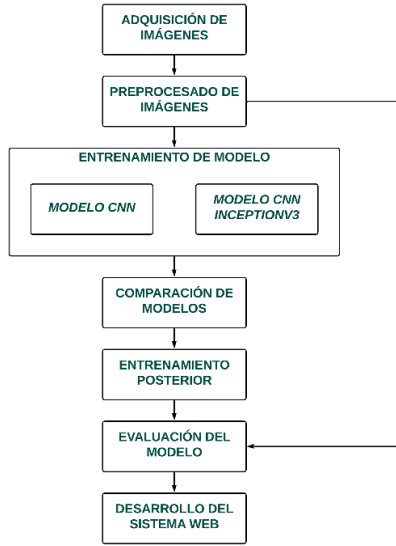 ADQUISICIÓN DE
IMÁGENES
PREPROCESADO DE
IMÁGENES
ENTRENAMIENTO DE MODELO
MODELO CNN
MODELO CNN
INCEPTIONV3
COMPARACIÓN DE
MODELOS
ENTRENAMIENTO
POSTERIOR
EVALUACIÓN DEL
MODELO
DESARROLLO DEL
SISTEMA WEB